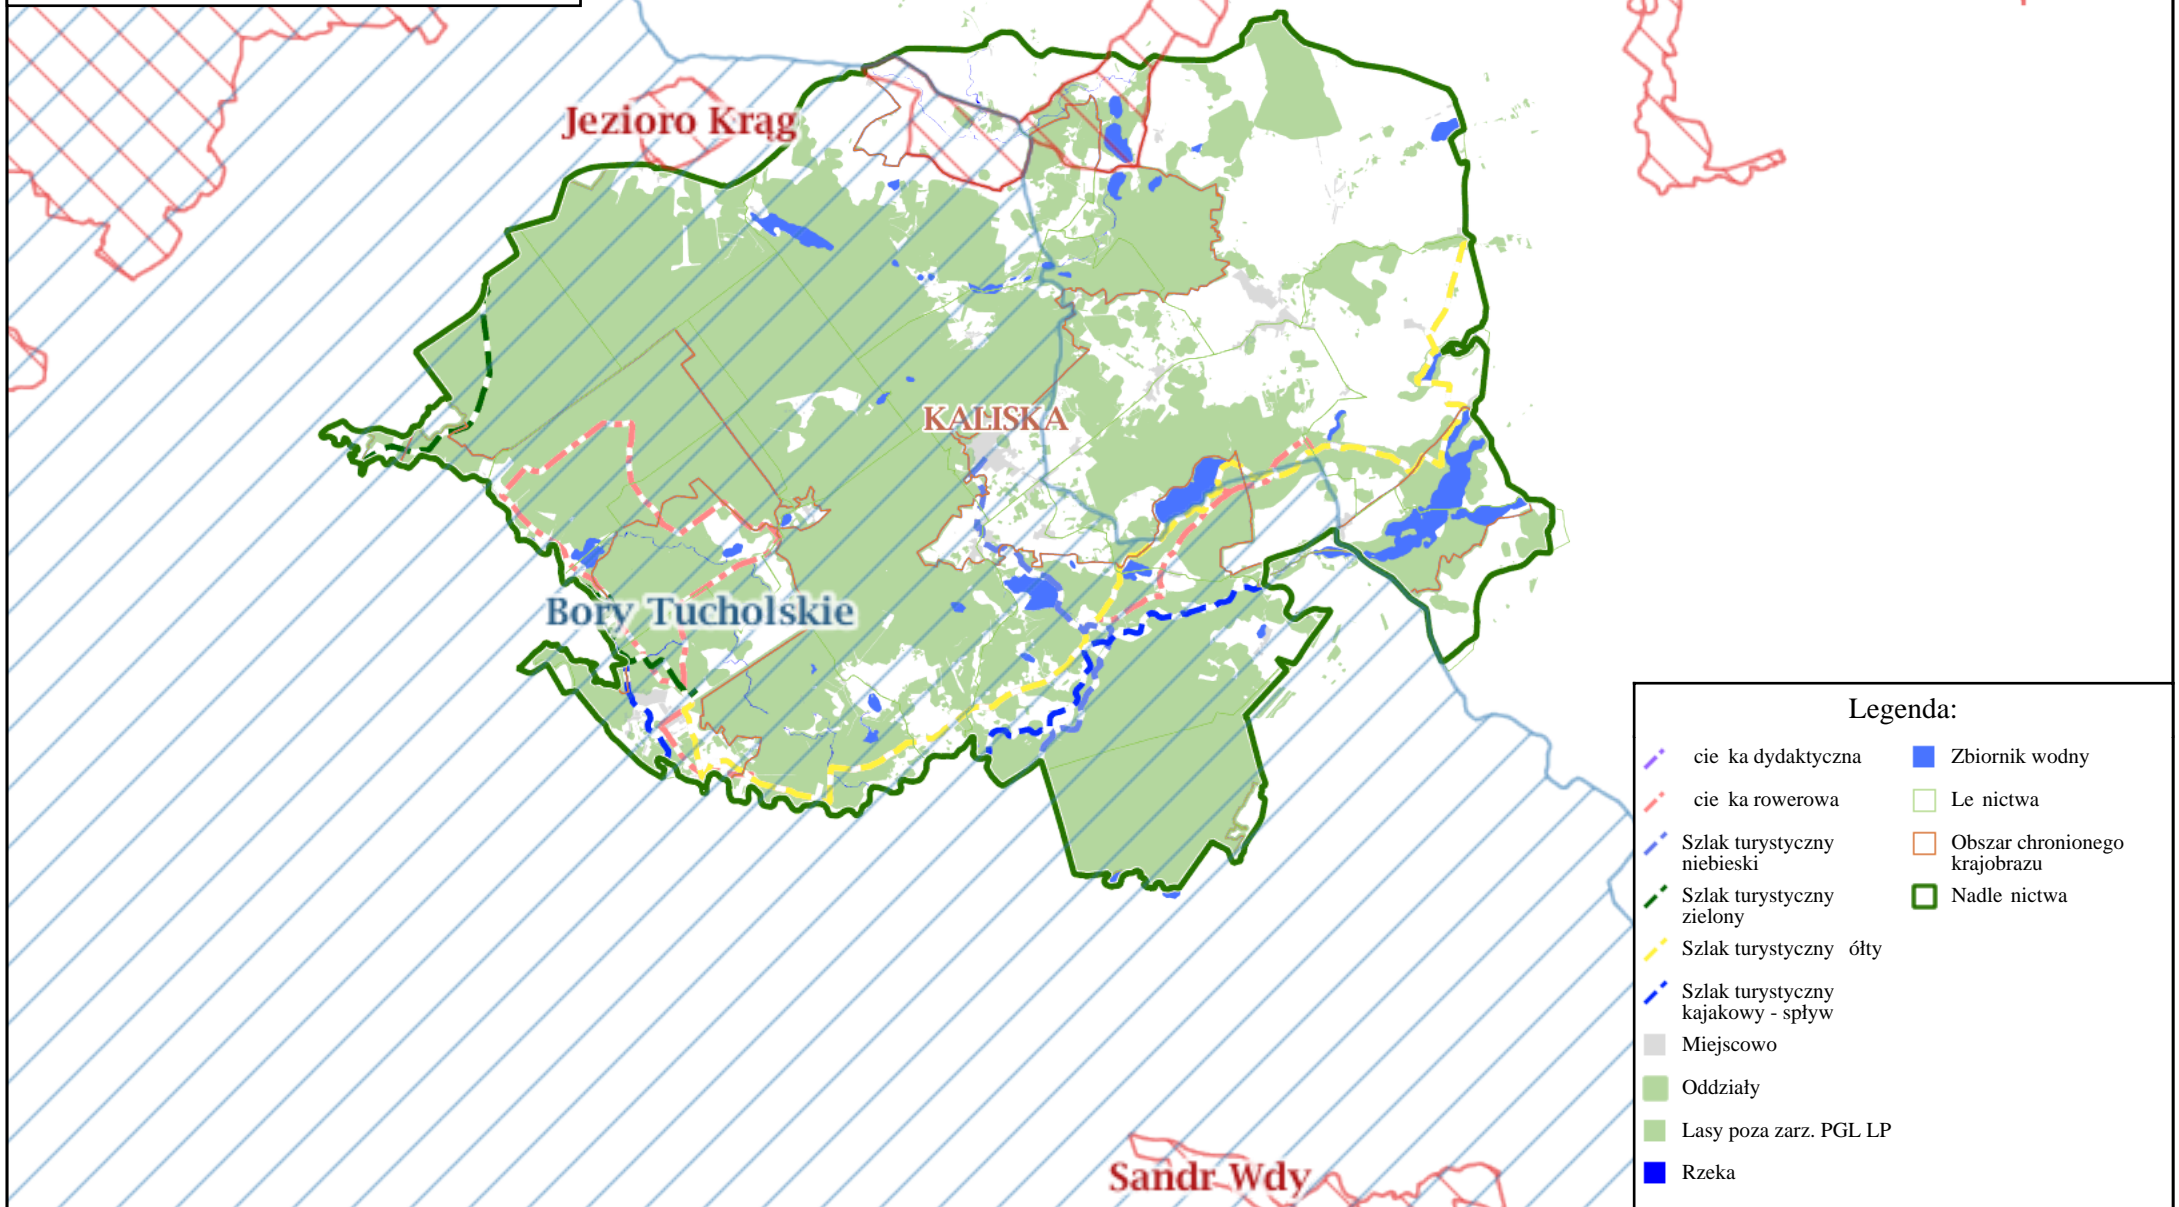 Jezioro Krąg
KALISKA
Bory Tucholskie
Sandr Wdy
Legenda:
cie ka dydaktyczna
cie ka rowerowa
Szlak turystyczny
niebieski
Szlak turystyczny
zielony
Szlak turystyczny ółty
Szlak turystyczny
kajakowy - spływ
Miejscowo
Oddziały
Lasy poza zarz. PGL LP
Rzeka
Zbiornik wodny
Le nictwa
Obszar chronionego
krajobrazu
Nadle nictwa